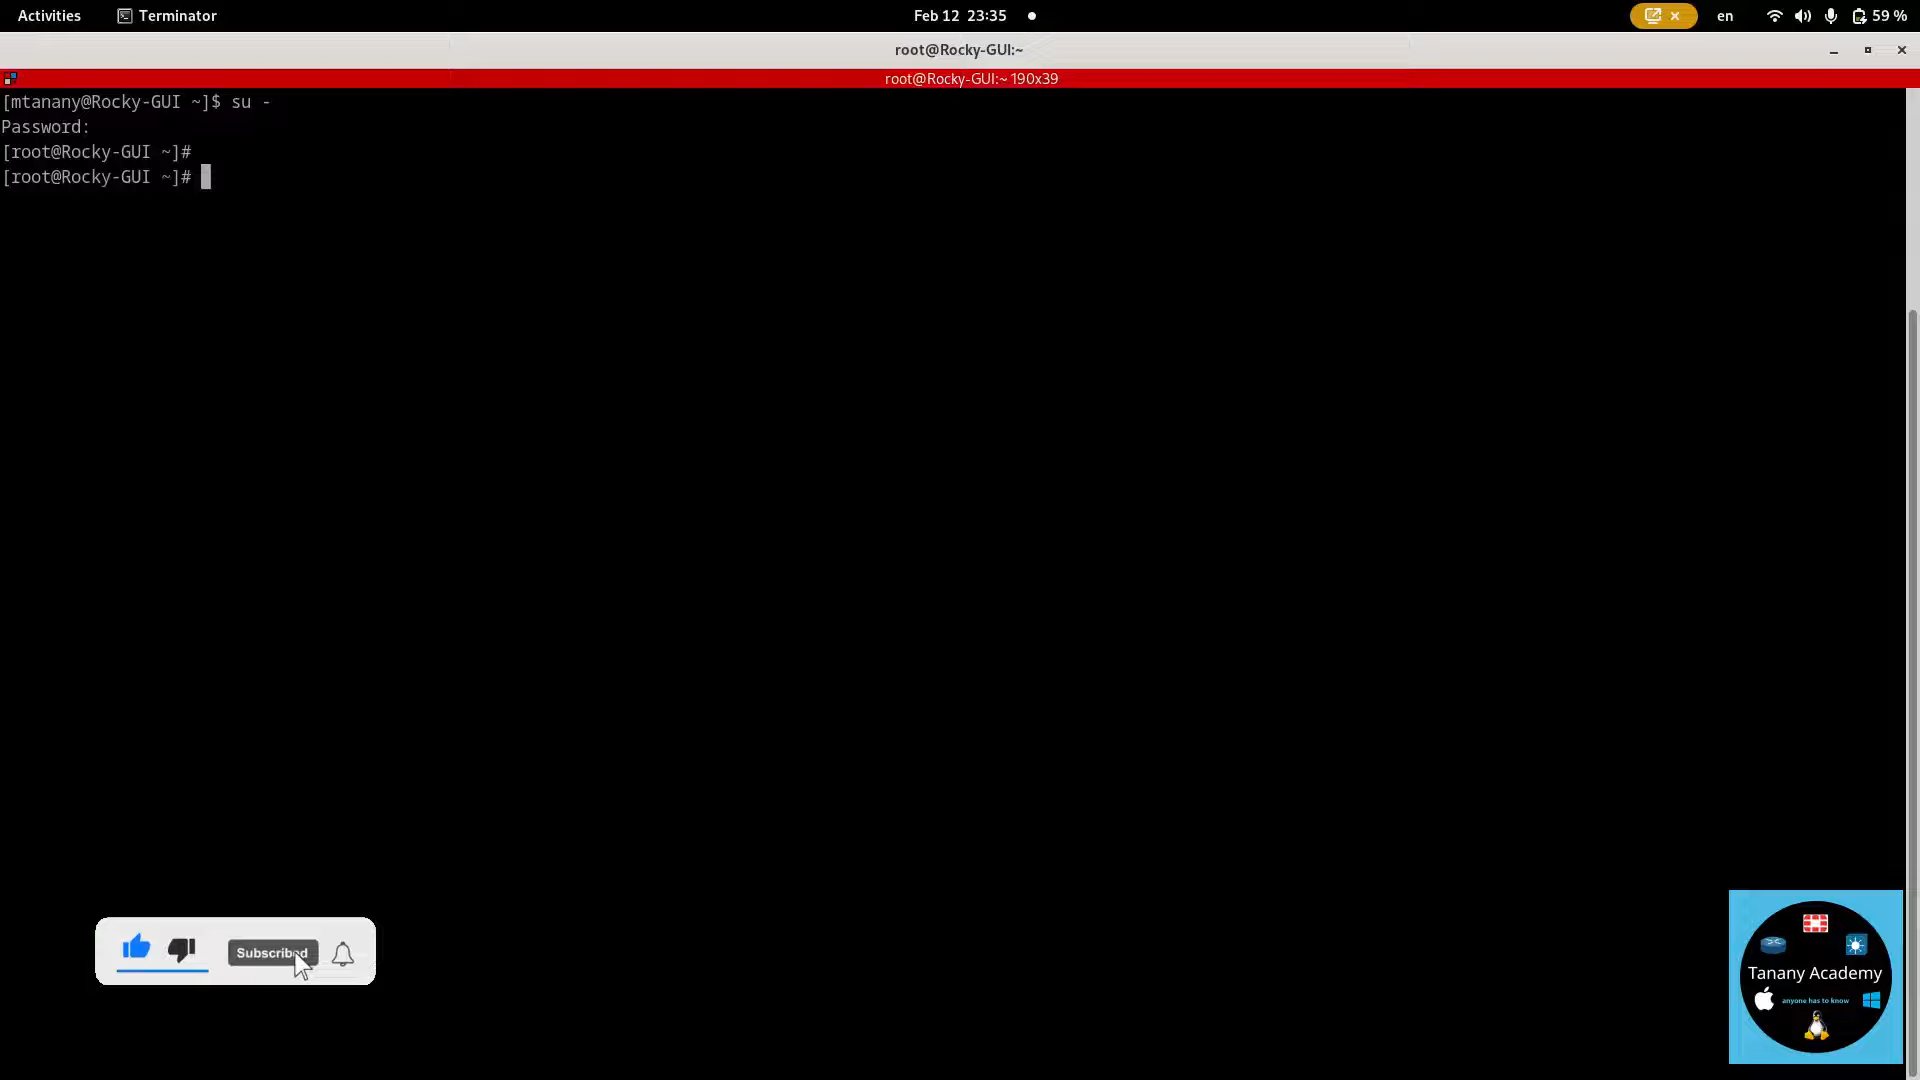 Activities Terminator Feb 12 23:35 en 59 %
root@Rocky-GUI:~
root@Rocky-GUI:~ 190x39
[mtanany@Rocky-GUI ~]$ su -
Password:
[root@Rocky-GUI ~]#
[root@Rocky-GUI ~]#
Subscribed
Tanany Academy
anyone has to know